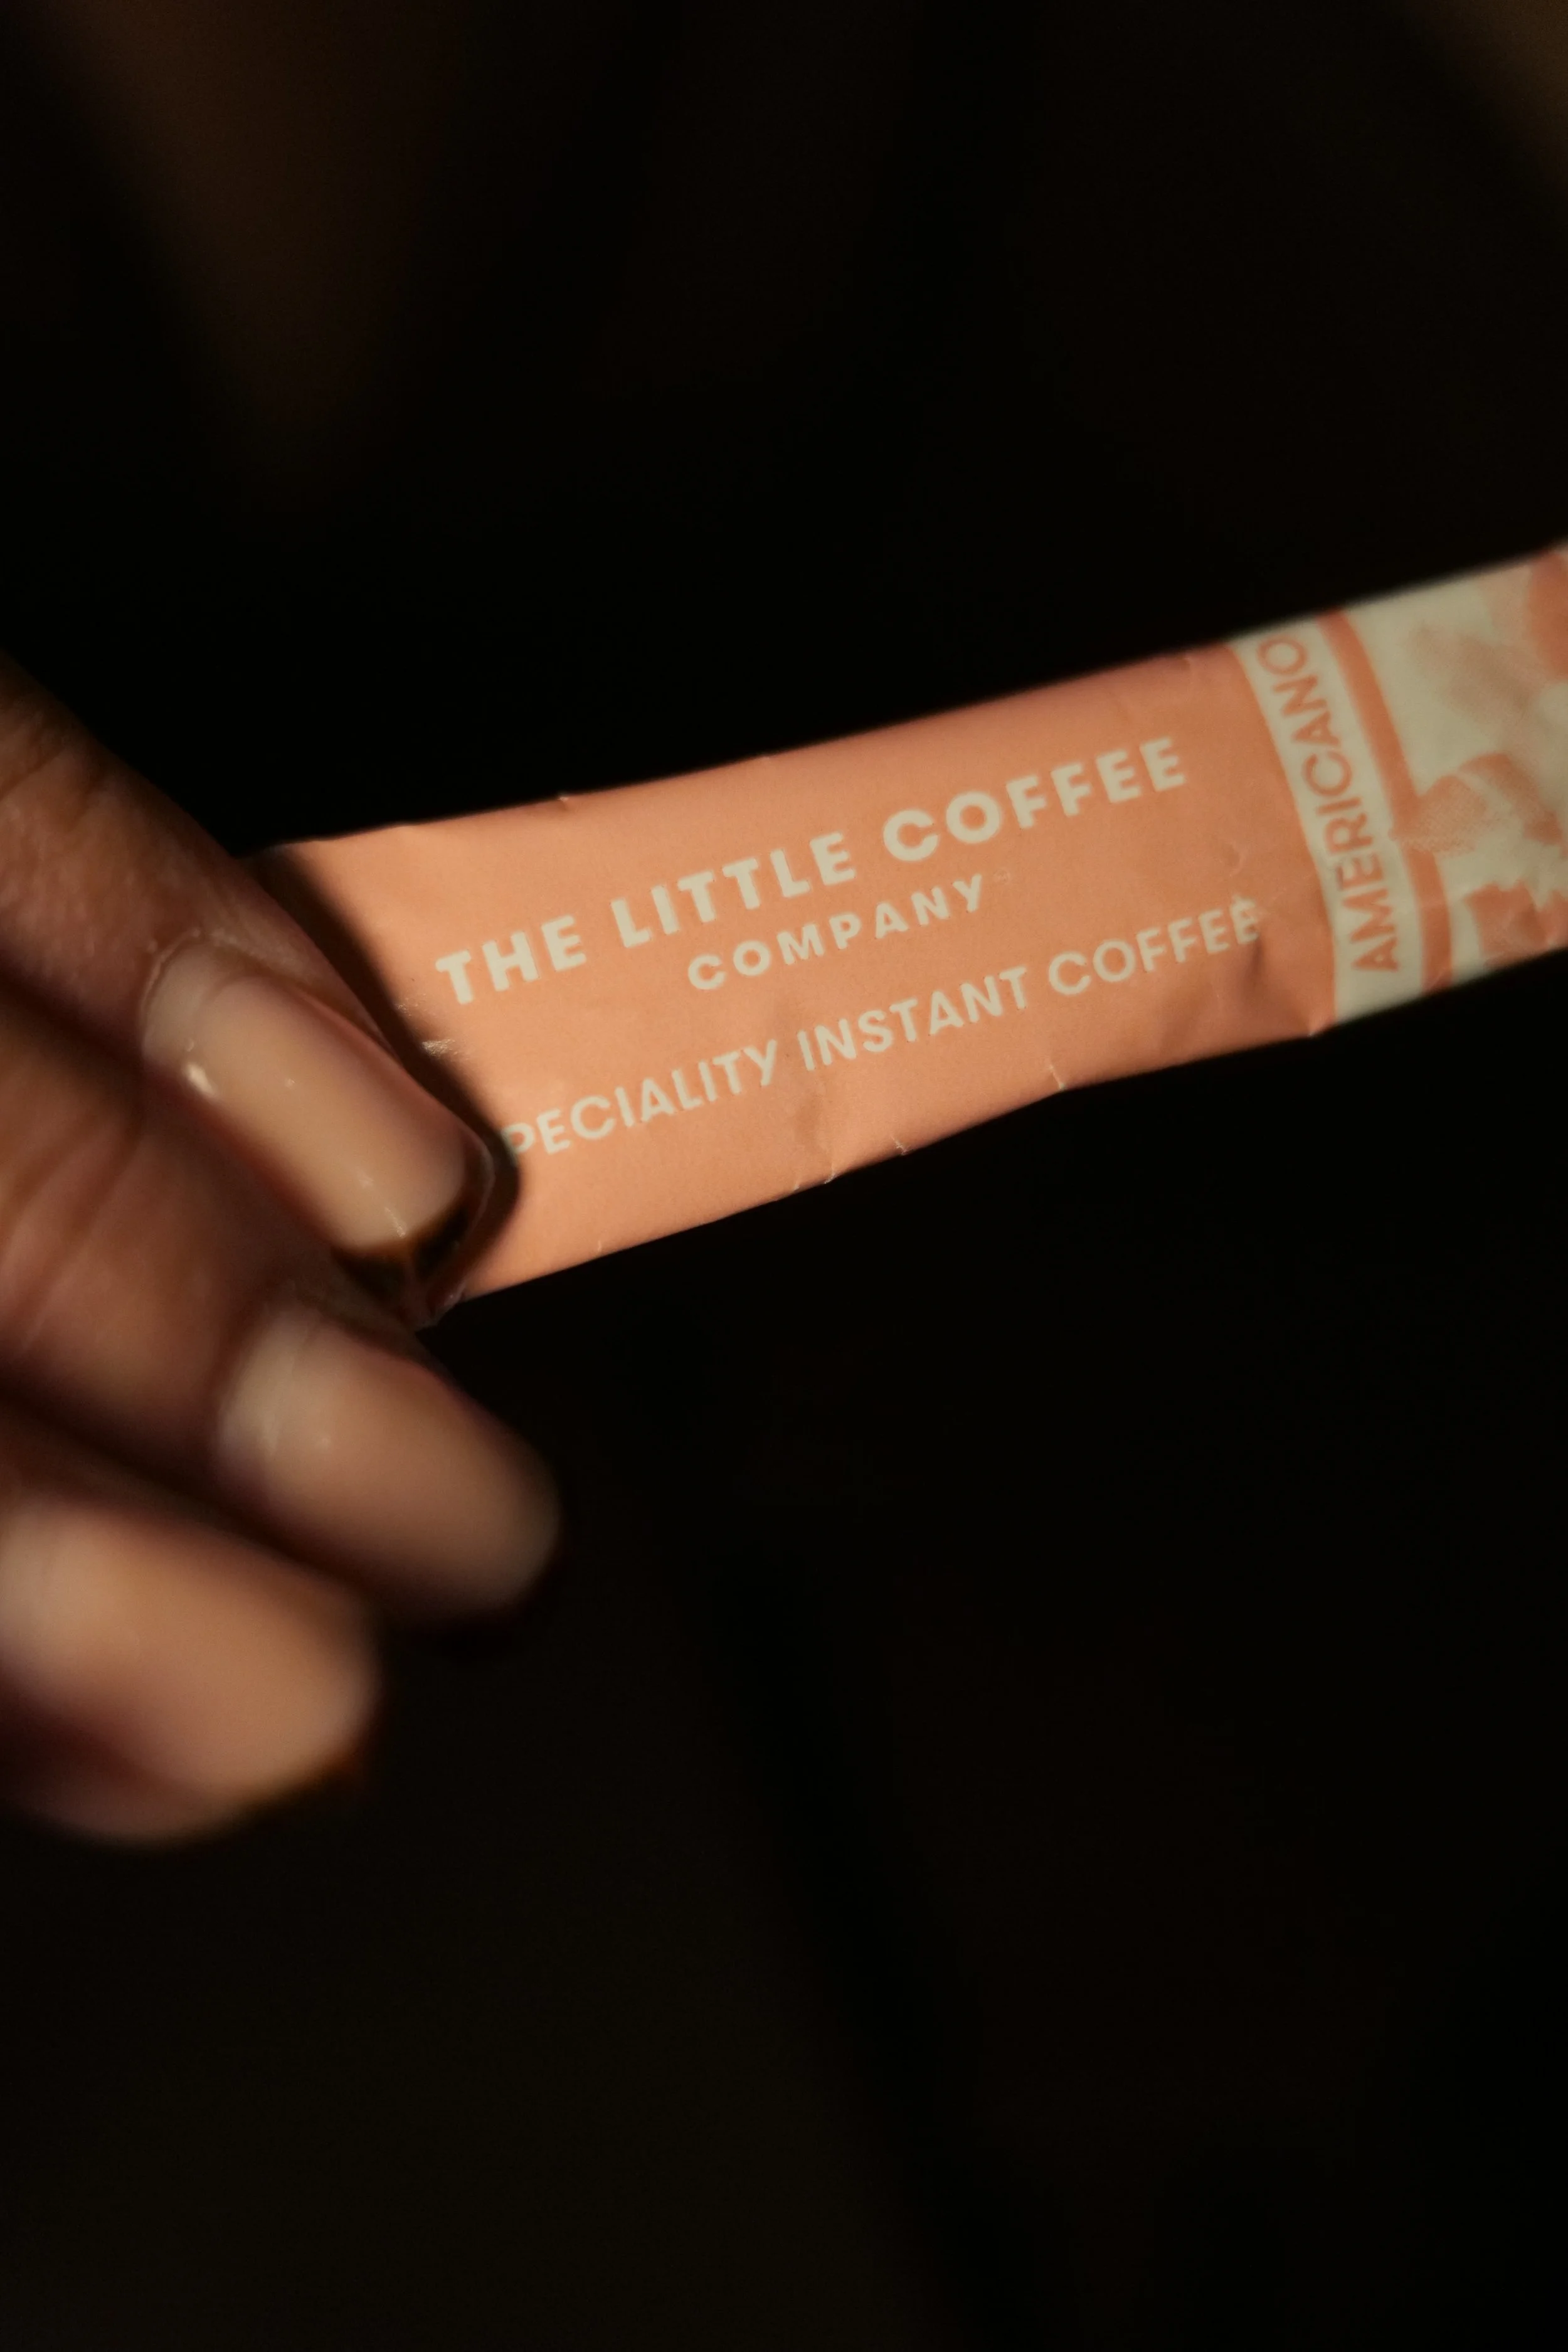 THE LITTLE COFFEE
COMPANY
PECIALITY INSTANT COFFEE
AMERICANO